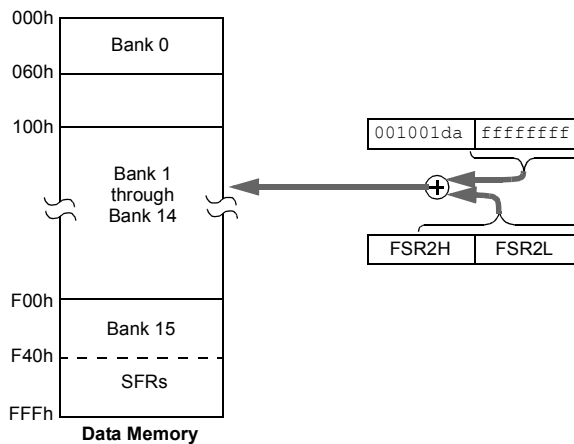 000h
Bank 0
060h
100h
001001da ffffffff
Bank 1
through
Bank 14
FSR2H FSR2L
F00h
Bank 15
F40h
SFRs
FFFh
Data Memory